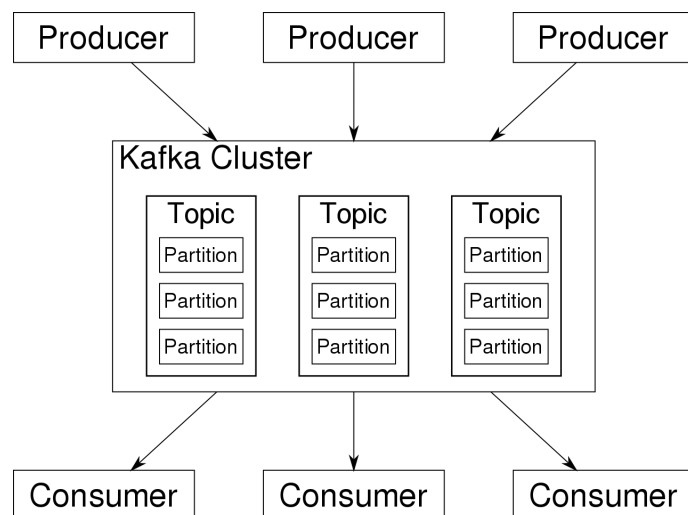 Producer Producer Producer
Kafka Cluster
Topic Topic Topic
Partition Partition Partition
Partition Partition Partition
Partition Partition Partition
Consumer Consumer Consumer